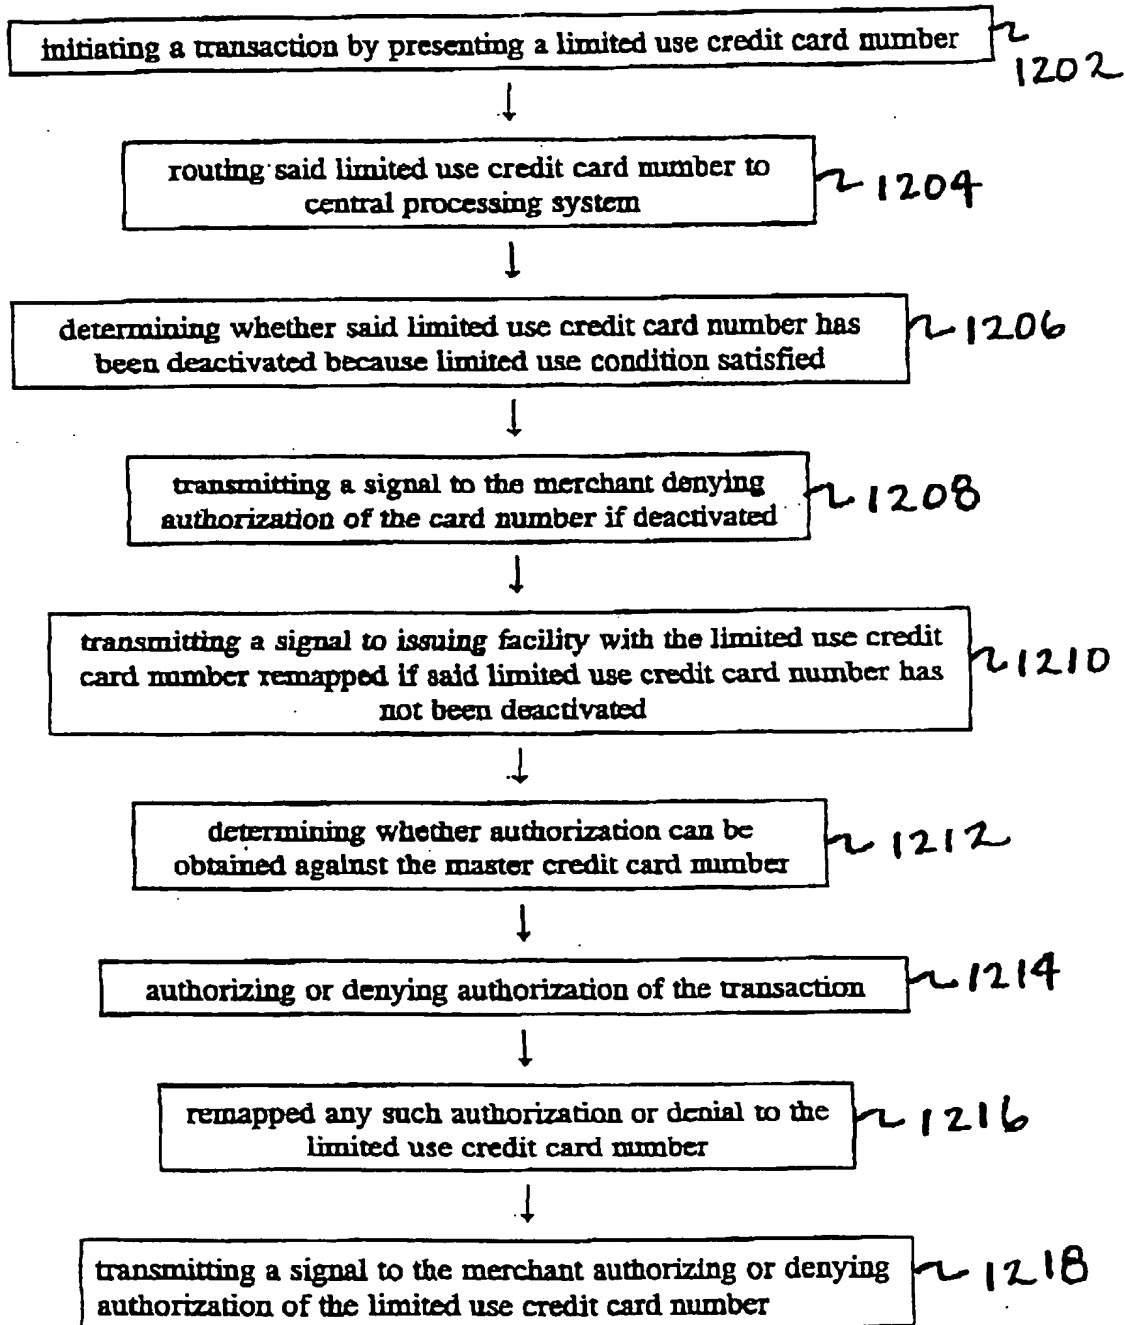 initiating a transaction by presenting a limited use credit card number
1202
routing said limited use credit card number to
central processing system
1204
determining whether said limited use credit card number has
been deactivated because limited use condition satisfied
1206
transmitting a signal to the merchant denying
authorization of the card number if deactivated
1208
transmitting a signal to issuing facility with the limited use credit
card number remapped if said limited use credit card number has
not been deactivated
1210
determining whether authorization can be
obtained against the master credit card number
1212
authorizing or denying authorization of the transaction
1214
remapped any such authorization or denial to the
limited use credit card number
1216
transmitting a signal to the merchant authorizing or denying
authorization of the limited use credit card number
1218